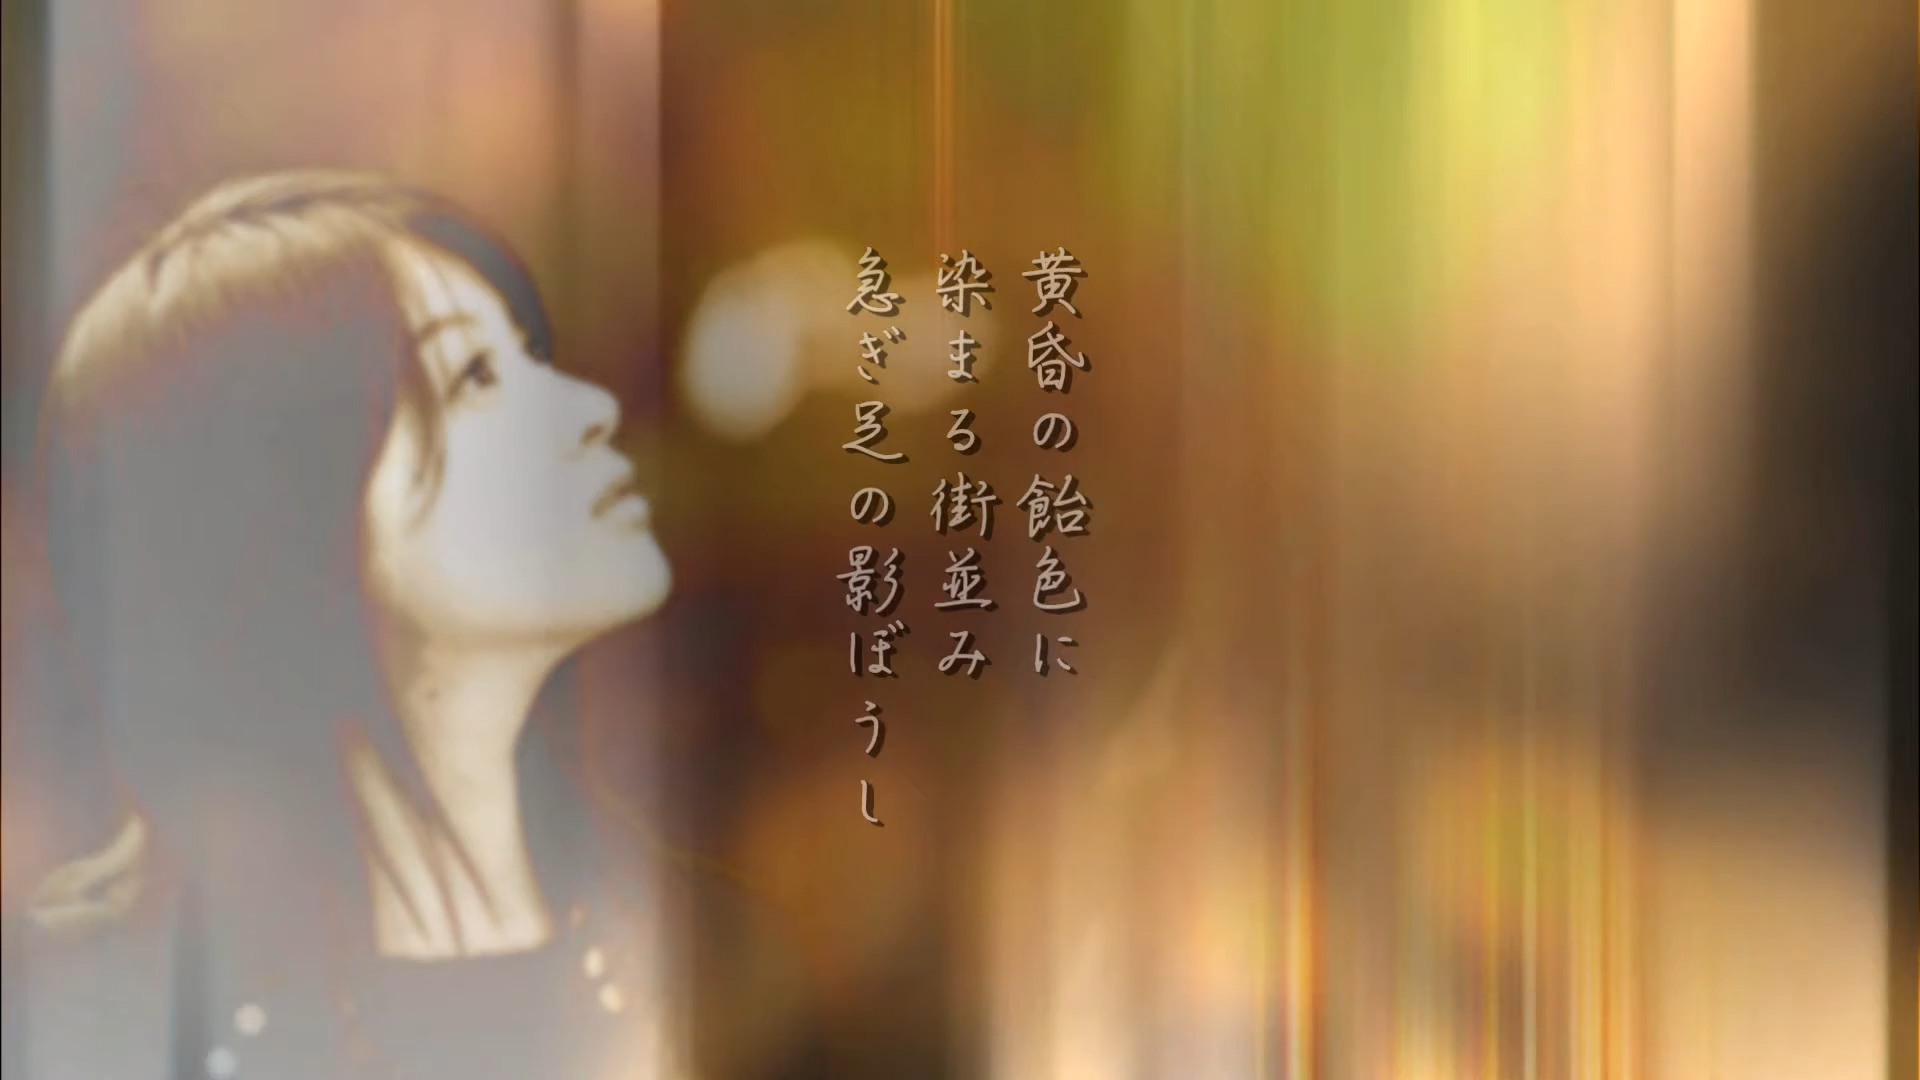 黄昏の飴色に
染まる街並み
急ぎ足の影ぼうし